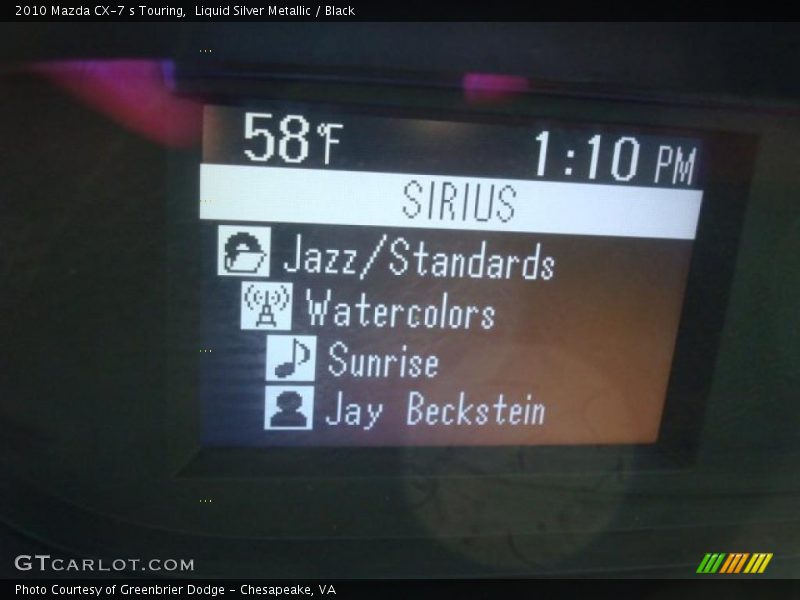 2010 Mazda CX-7 s Touring, Liquid Silver Metallic / Black
58°F 1:10 PM
SIRIUS
Jazz/Standards
Watercolors
Sunrise
Jay Beckstein
GTCARLOT.COM
Photo Courtesy of Greenbrier Dodge - Chesapeake, VA